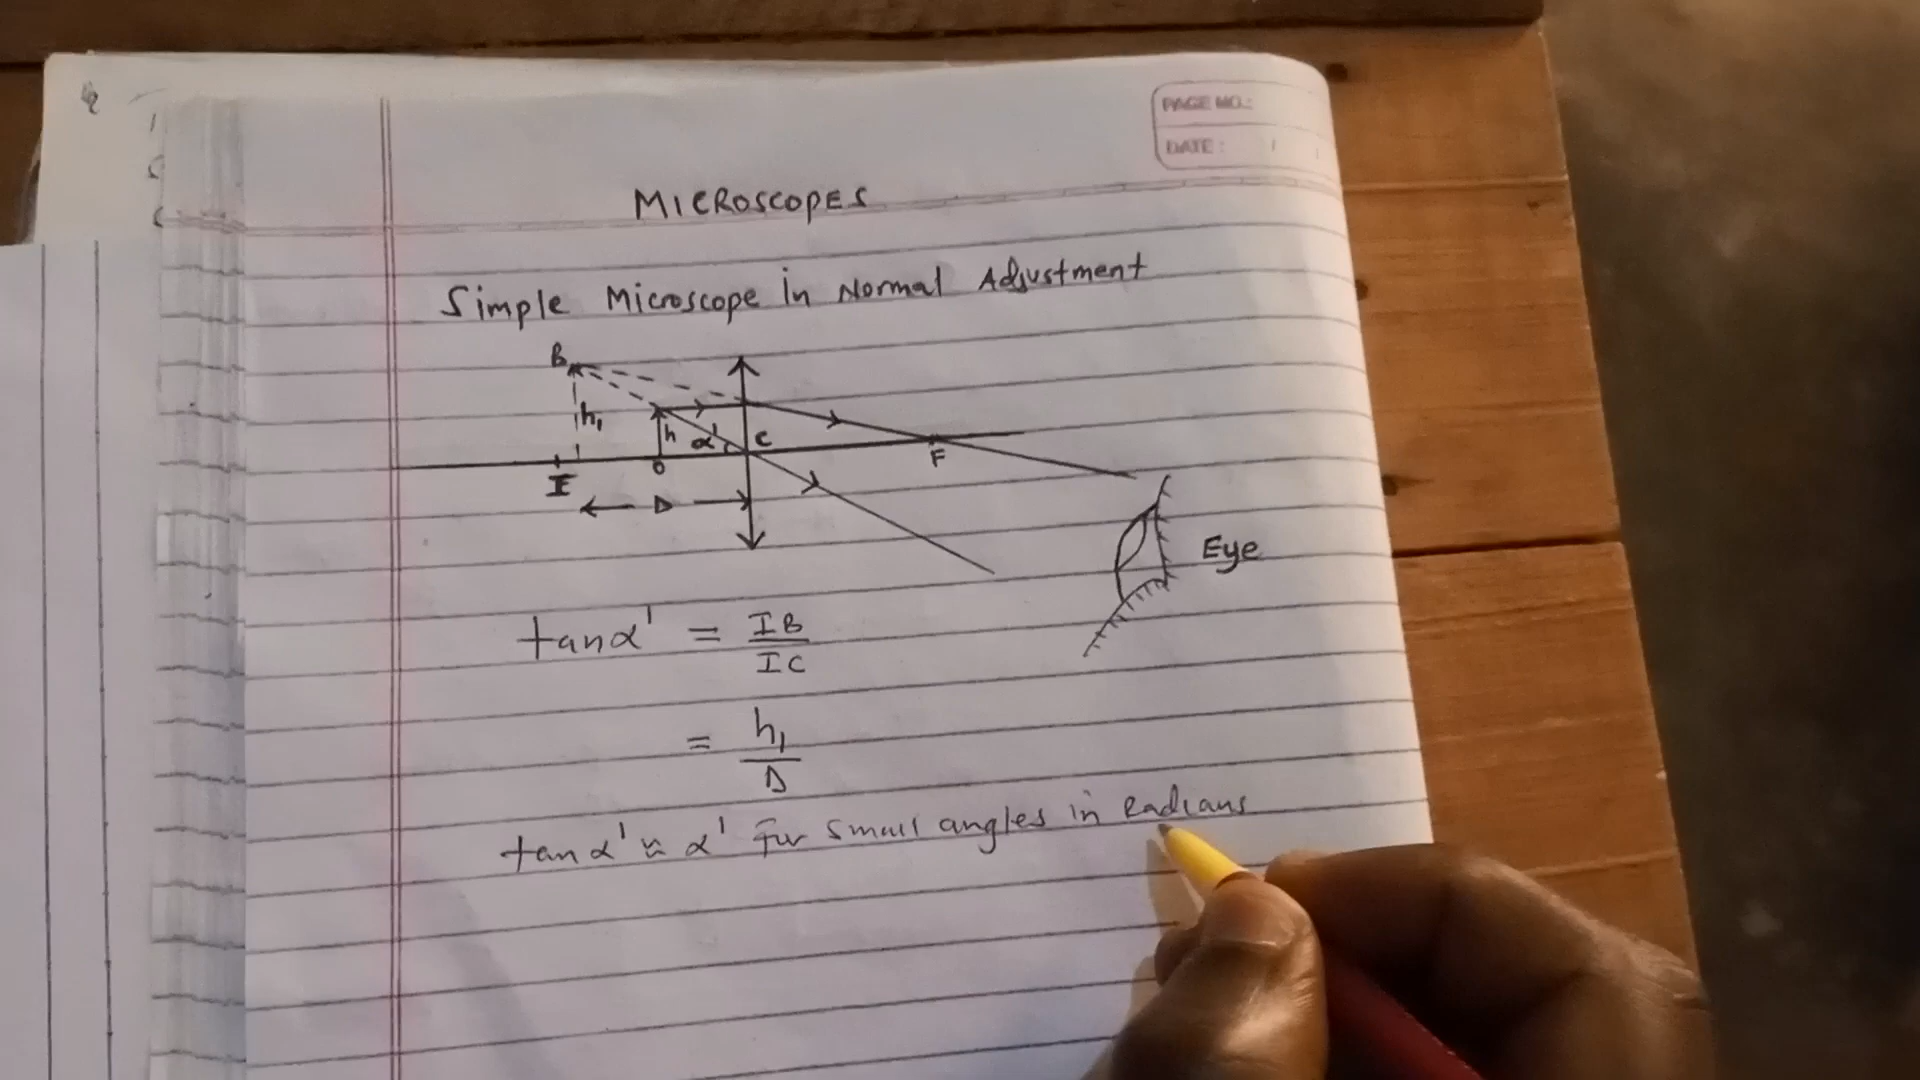 PAGE NO.:
DATE: / /
MICROSCOPES
Simple Microscope in Normal Adjustment
B
h₁
h α' C
I O F
D
Eye
tanα' = IB/IC
= h₁/D
tanα' ≈ α' for small angles in Radians